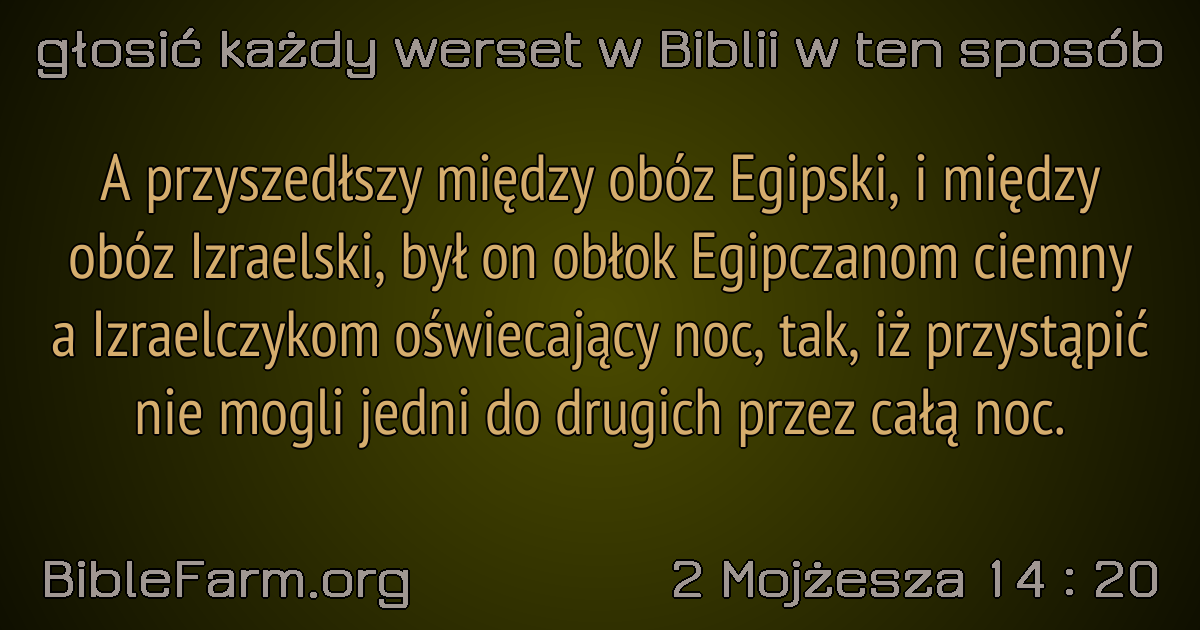 głosić każdy werset w Biblii w ten sposób
A przyszedłszy między obóz Egipski, i między
obóz Izraelski, był on obłok Egipczanom ciemny
a Izraelczykom oświecający noc, tak, iż przystąpić
nie mogli jedni do drugich przez całą noc.
BibleFarm.org
2 Mojżesza 14 : 20